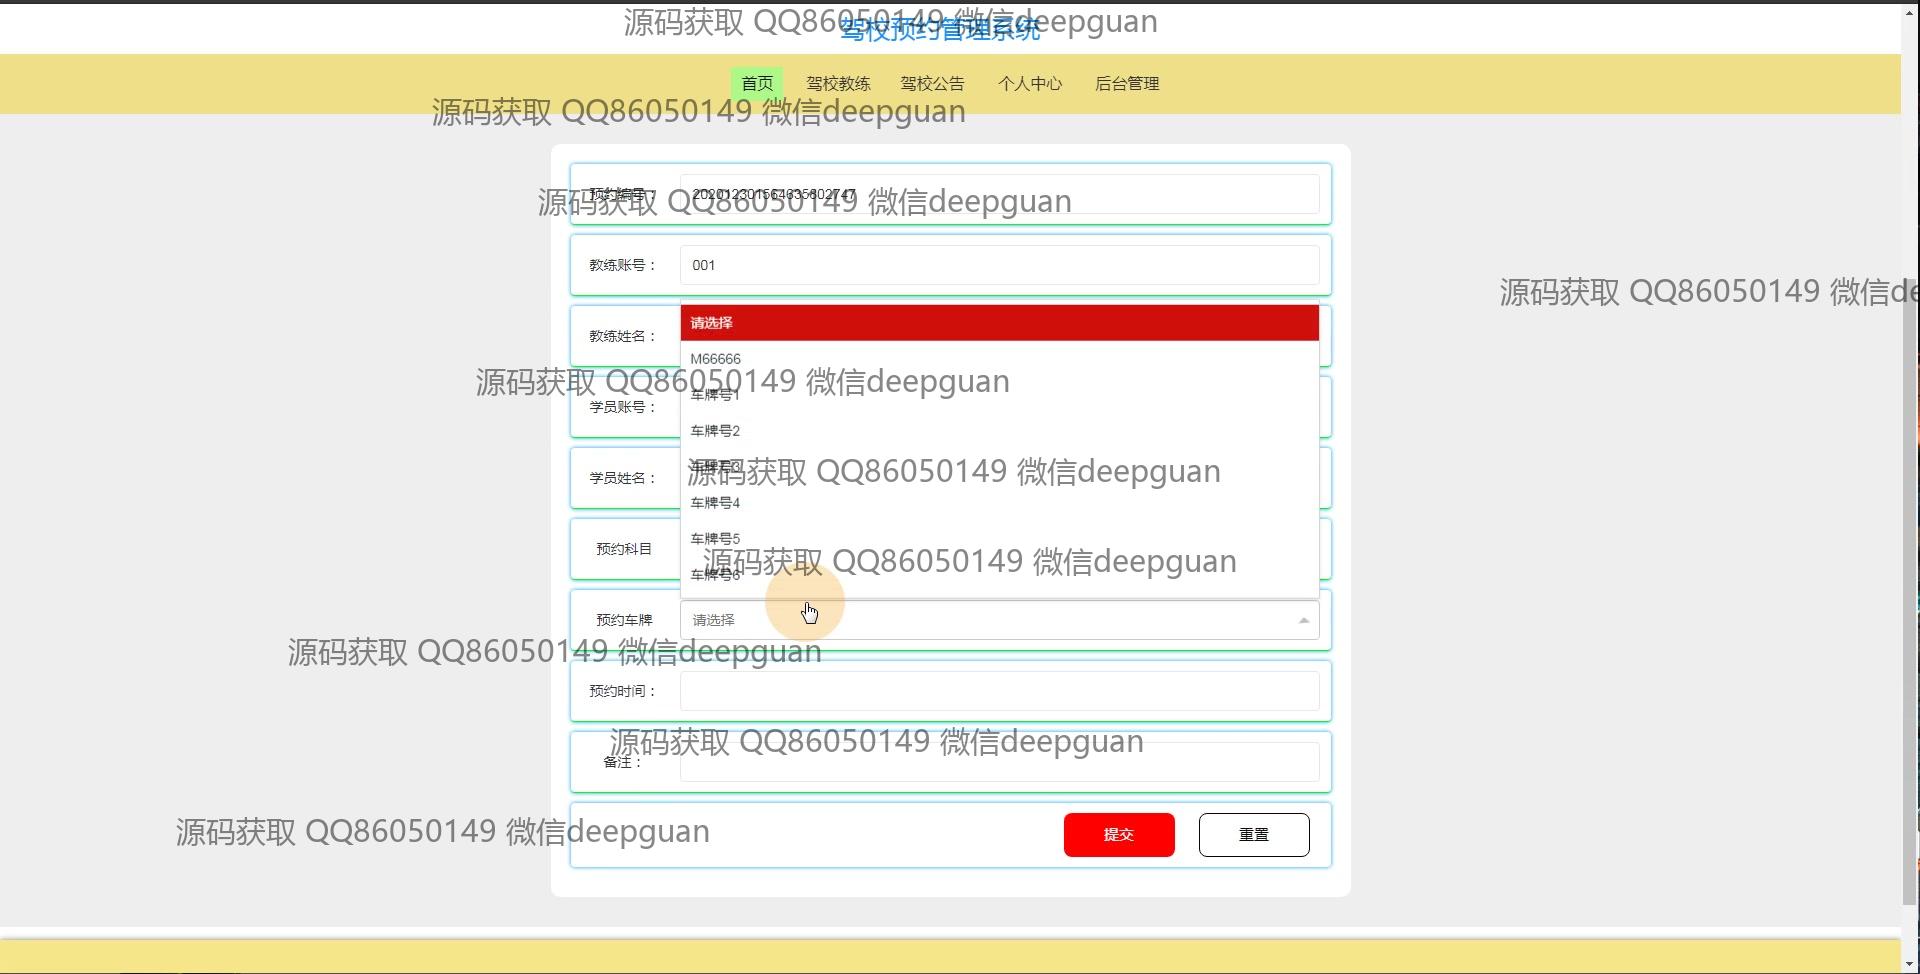 驾校预约管理系统
源码获取 QQ86050149 微信deepguan
首页 驾校教练 驾校公告 个人中心 后台管理
源码获取 QQ86050149 微信deepguan
预约编号： 202012301564635602747
源码获取 QQ86050149 微信deepguan
教练账号： 001
源码获取 QQ86050149 微信de
请选择
教练姓名：
M66666
源码获取 QQ86050149 微信deepguan
车牌号1
学员账号：
车牌号2
车牌号3
源码获取 QQ86050149 微信deepguan
学员姓名：
车牌号4
车牌号5
预约科目
源码获取 QQ86050149 微信deepguan
车牌号6
预约车牌 请选择
源码获取 QQ86050149 微信deepguan
预约时间：
源码获取 QQ86050149 微信deepguan
备注：
源码获取 QQ86050149 微信deepguan
提交 重置